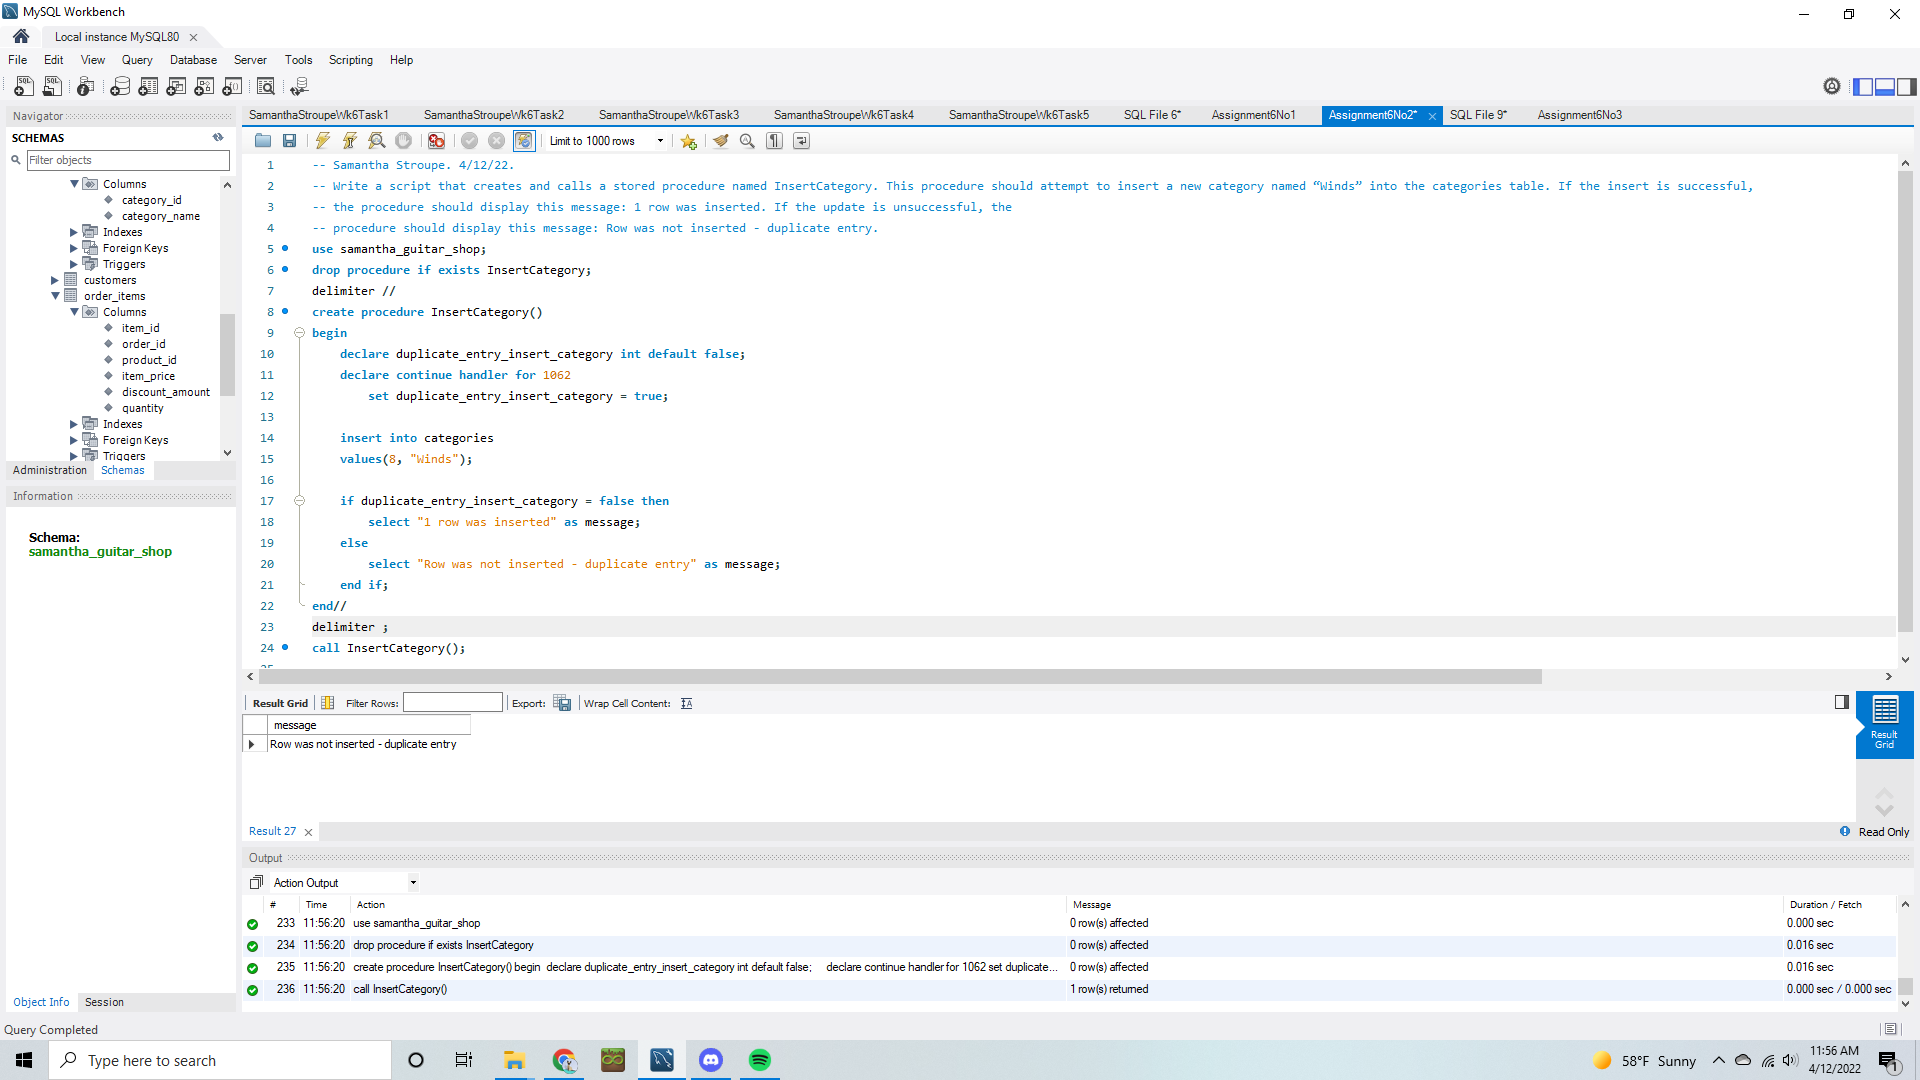 MySQL Workbench
Local instance MySQL80
File Edit View Query Database Server Tools Scripting Help
Navigator
SCHEMAS
Filter objects
Columns
category_id
category_name
Indexes
Foreign Keys
Triggers
customers
order_items
Columns
item_id
order_id
product_id
item_price
discount_amount
quantity
Indexes
Foreign Keys
Triggers
Administration Schemas
Information
Schema:
samantha_guitar_shop
Object Info Session
SamanthaStroupeWk6Task1 SamanthaStroupeWk6Task2 SamanthaStroupeWk6Task3 SamanthaStroupeWk6Task4 SamanthaStroupeWk6Task5 SQL File 6* Assignment6No1 Assignment6No2* SQL File 9* Assignment6No3
Limit to 1000 rows
1 -- Samantha Stroupe. 4/12/22.
2 -- Write a script that creates and calls a stored procedure named InsertCategory. This procedure should attempt to insert a new category named “Winds” into the categories table. If the insert is successful,
3 -- the procedure should display this message: 1 row was inserted. If the update is unsuccessful, the
4 -- procedure should display this message: Row was not inserted - duplicate entry.
5 use samantha_guitar_shop;
6 drop procedure if exists InsertCategory;
7 delimiter //
8 create procedure InsertCategory()
9 begin
10 declare duplicate_entry_insert_category int default false;
11 declare continue handler for 1062
12 set duplicate_entry_insert_category = true;
13
14 insert into categories
15 values(8, "Winds");
16
17 if duplicate_entry_insert_category = false then
18 select "1 row was inserted" as message;
19 else
20 select "Row was not inserted - duplicate entry" as message;
21 end if;
22 end//
23 delimiter ;
24 call InsertCategory();
25
Result Grid Filter Rows: Export: Wrap Cell Content:
message
Row was not inserted - duplicate entry
Result Grid
Result 27
Read Only
Output
Action Output
# Time Action Message Duration / Fetch
233 11:56:20 use samantha_guitar_shop 0 row(s) affected 0.000 sec
234 11:56:20 drop procedure if exists InsertCategory 0 row(s) affected 0.016 sec
235 11:56:20 create procedure InsertCategory() begin declare duplicate_entry_insert_category int default false; declare continue handler for 1062 set duplicate... 0 row(s) affected 0.016 sec
236 11:56:20 call InsertCategory() 1 row(s) returned 0.000 sec / 0.000 sec
Query Completed
Type here to search
58°F Sunny
11:56 AM
4/12/2022
1